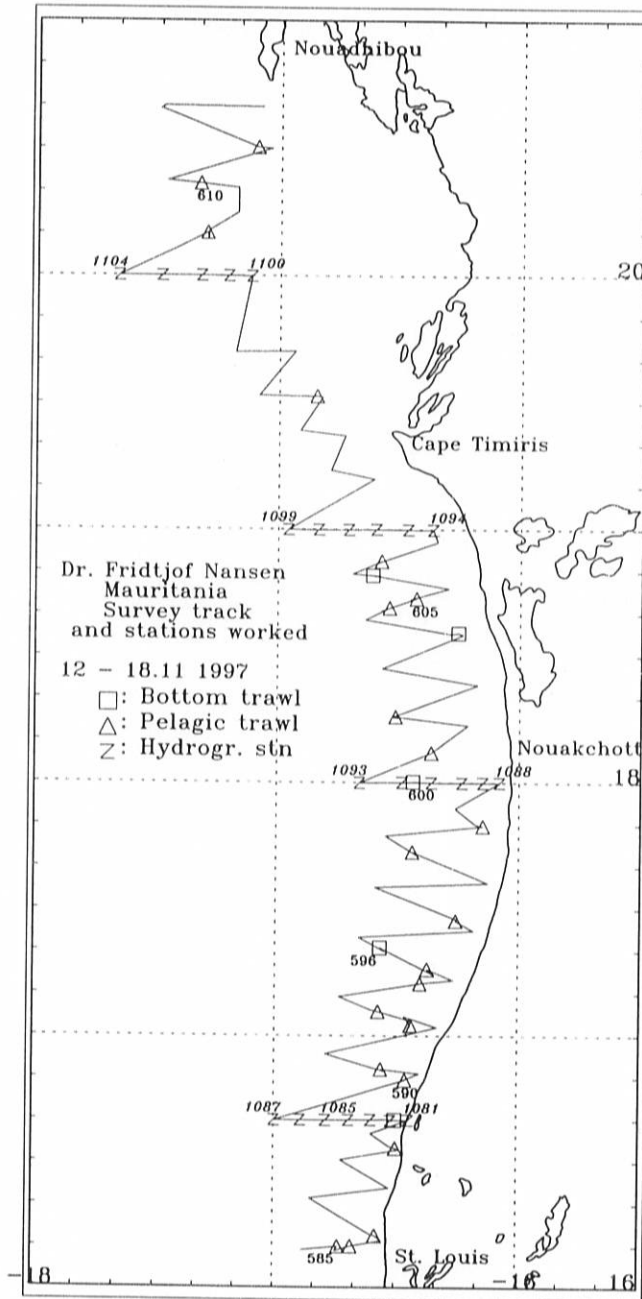 Nouadhibou
610
1104
1100
20
Cape Timiris
1099
1094
Dr. Fridtjof Nansen
Mauritania
Survey track
and stations worked
605
12 - 18.11 1997
□: Bottom trawl
△: Pelagic trawl
Z: Hydrogr. stn
Nouakchott
1093
1088
600
18
596
590
1087
1085
1081
585
St. Louis
-18
-16
16